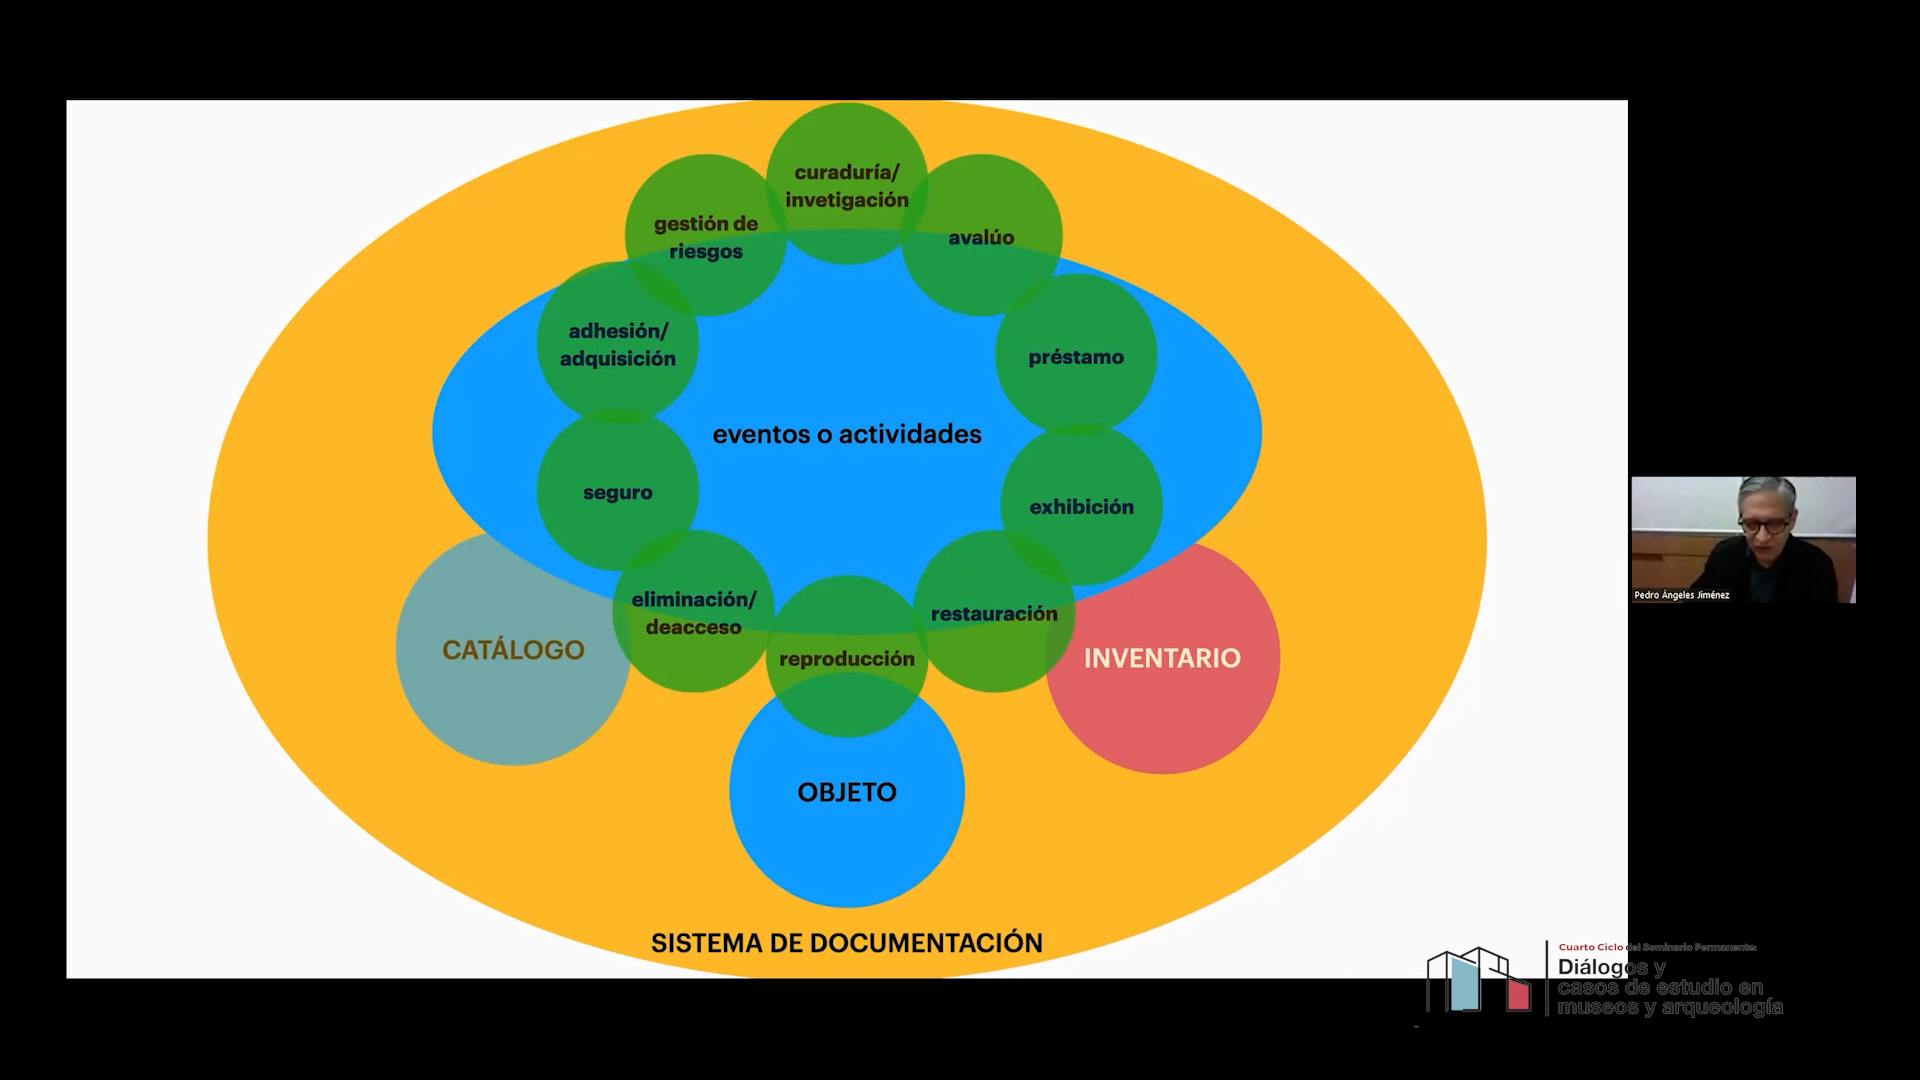 curaduría/
invetigación
gestión de
riesgos
avalúo
adhesión/
adquisición
préstamo
eventos o actividades
seguro
exhibición
eliminación/
deacceso
restauración
reproducción
CATÁLOGO
INVENTARIO
OBJETO
SISTEMA DE DOCUMENTACIÓN
Pedro Ángeles Jiménez
Cuarto Ciclo del Seminario Permanente:
Diálogos y
casos de estudio en
museos y arqueología